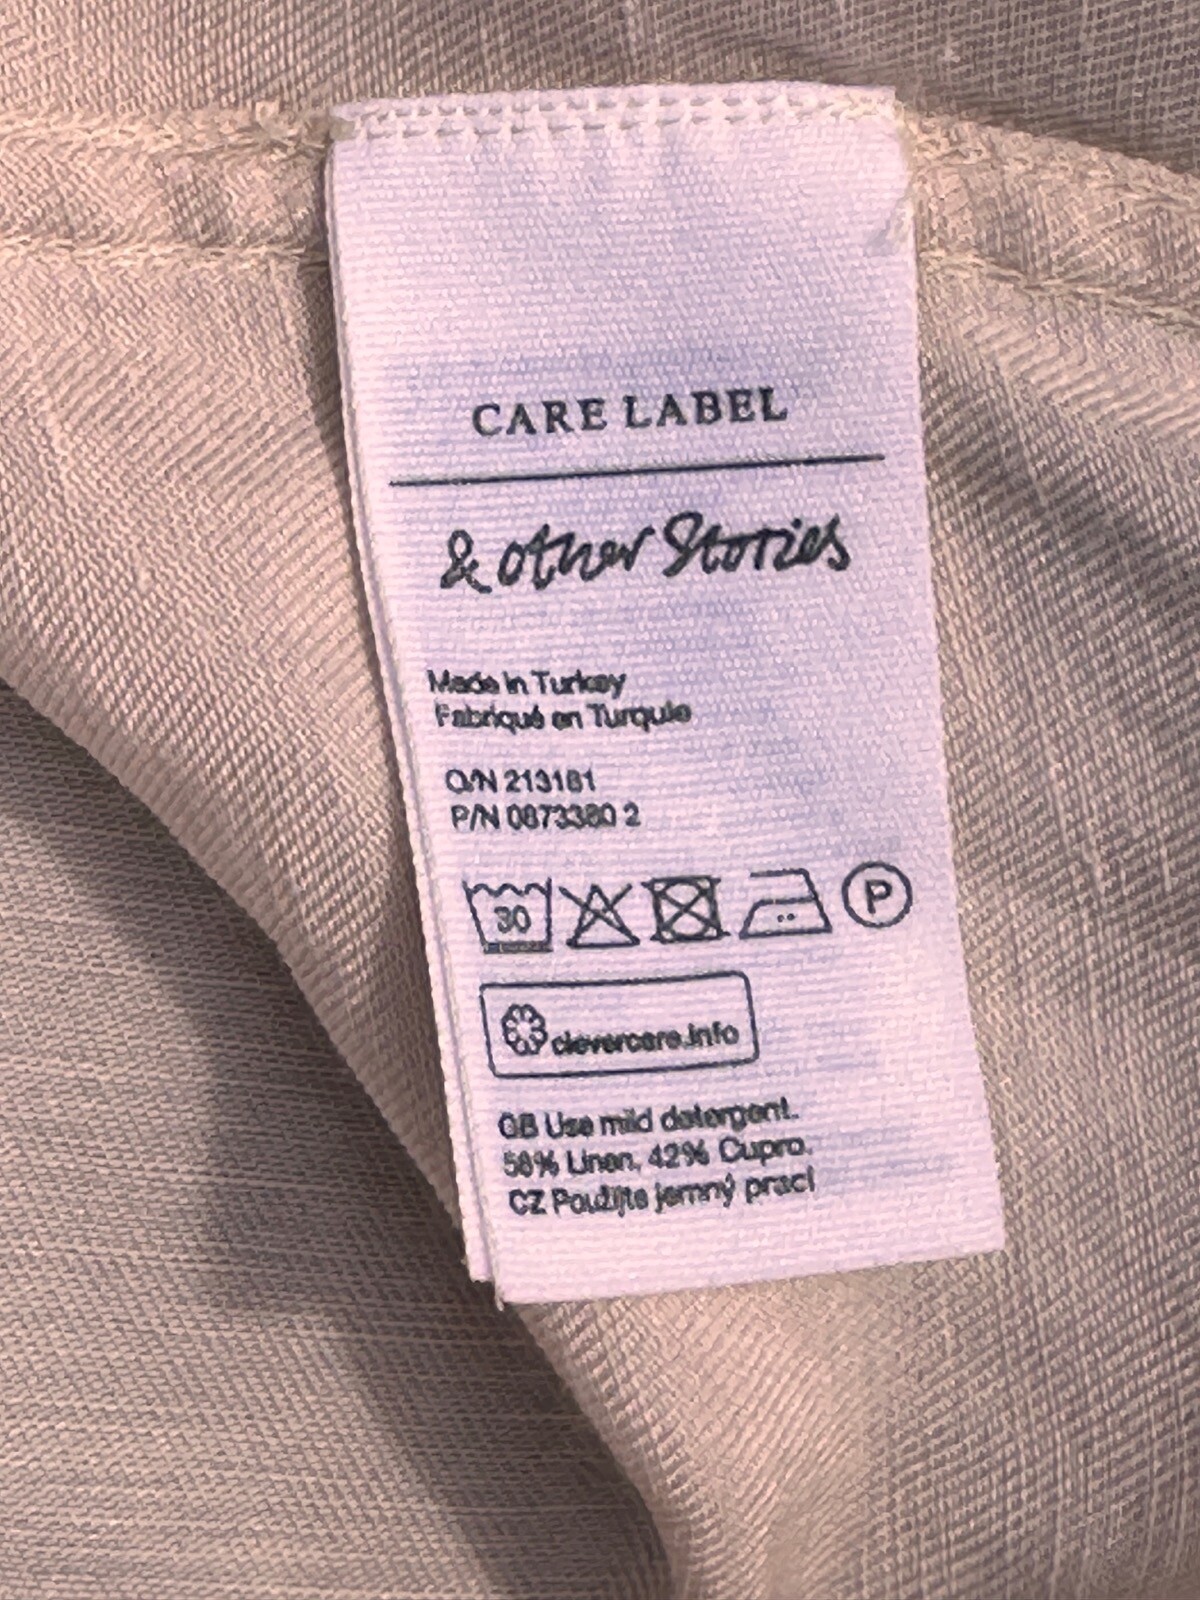 CARE LABEL
& other Stories
Made in Turkey
Fabriqué en Turquie
O/N 213181
P/N 0873380 2
30
P
clevercare.info
GB Use mild detergent.
58% Linen, 42% Cupro.
CZ Použijte jemný prací